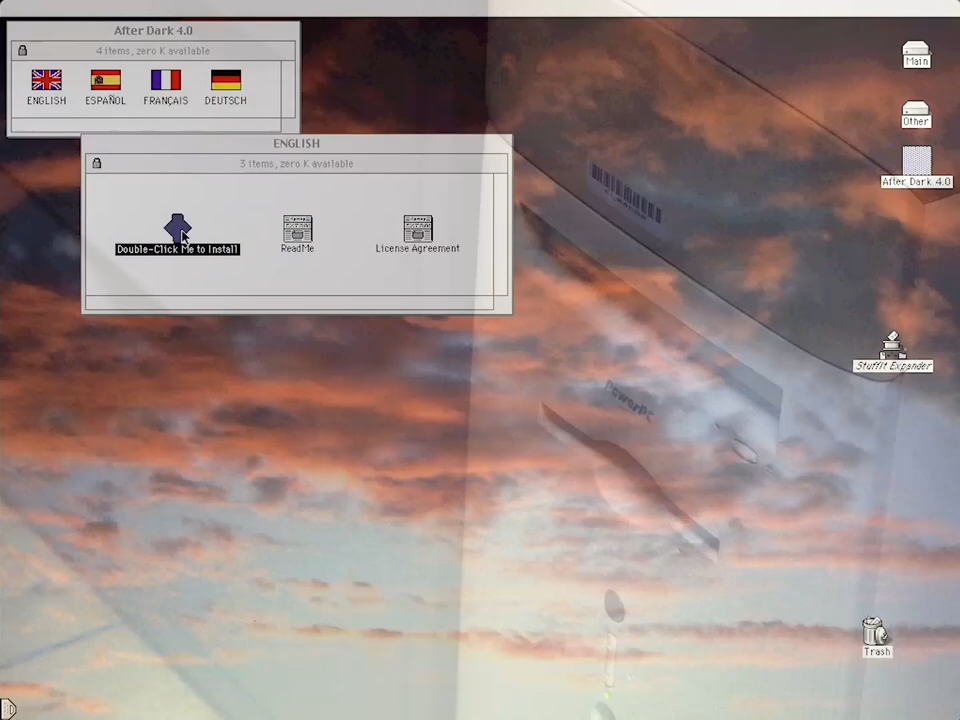 After Dark 4.0
4 items, zero K available
ENGLISH
ESPAÑOL
FRANÇAIS
DEUTSCH
ENGLISH
3 items, zero K available
Double-Click Me to Install
ReadMe
License Agreement
Main
Other
After Dark 4.0
StuffIt Expander
PowerPC
Trash